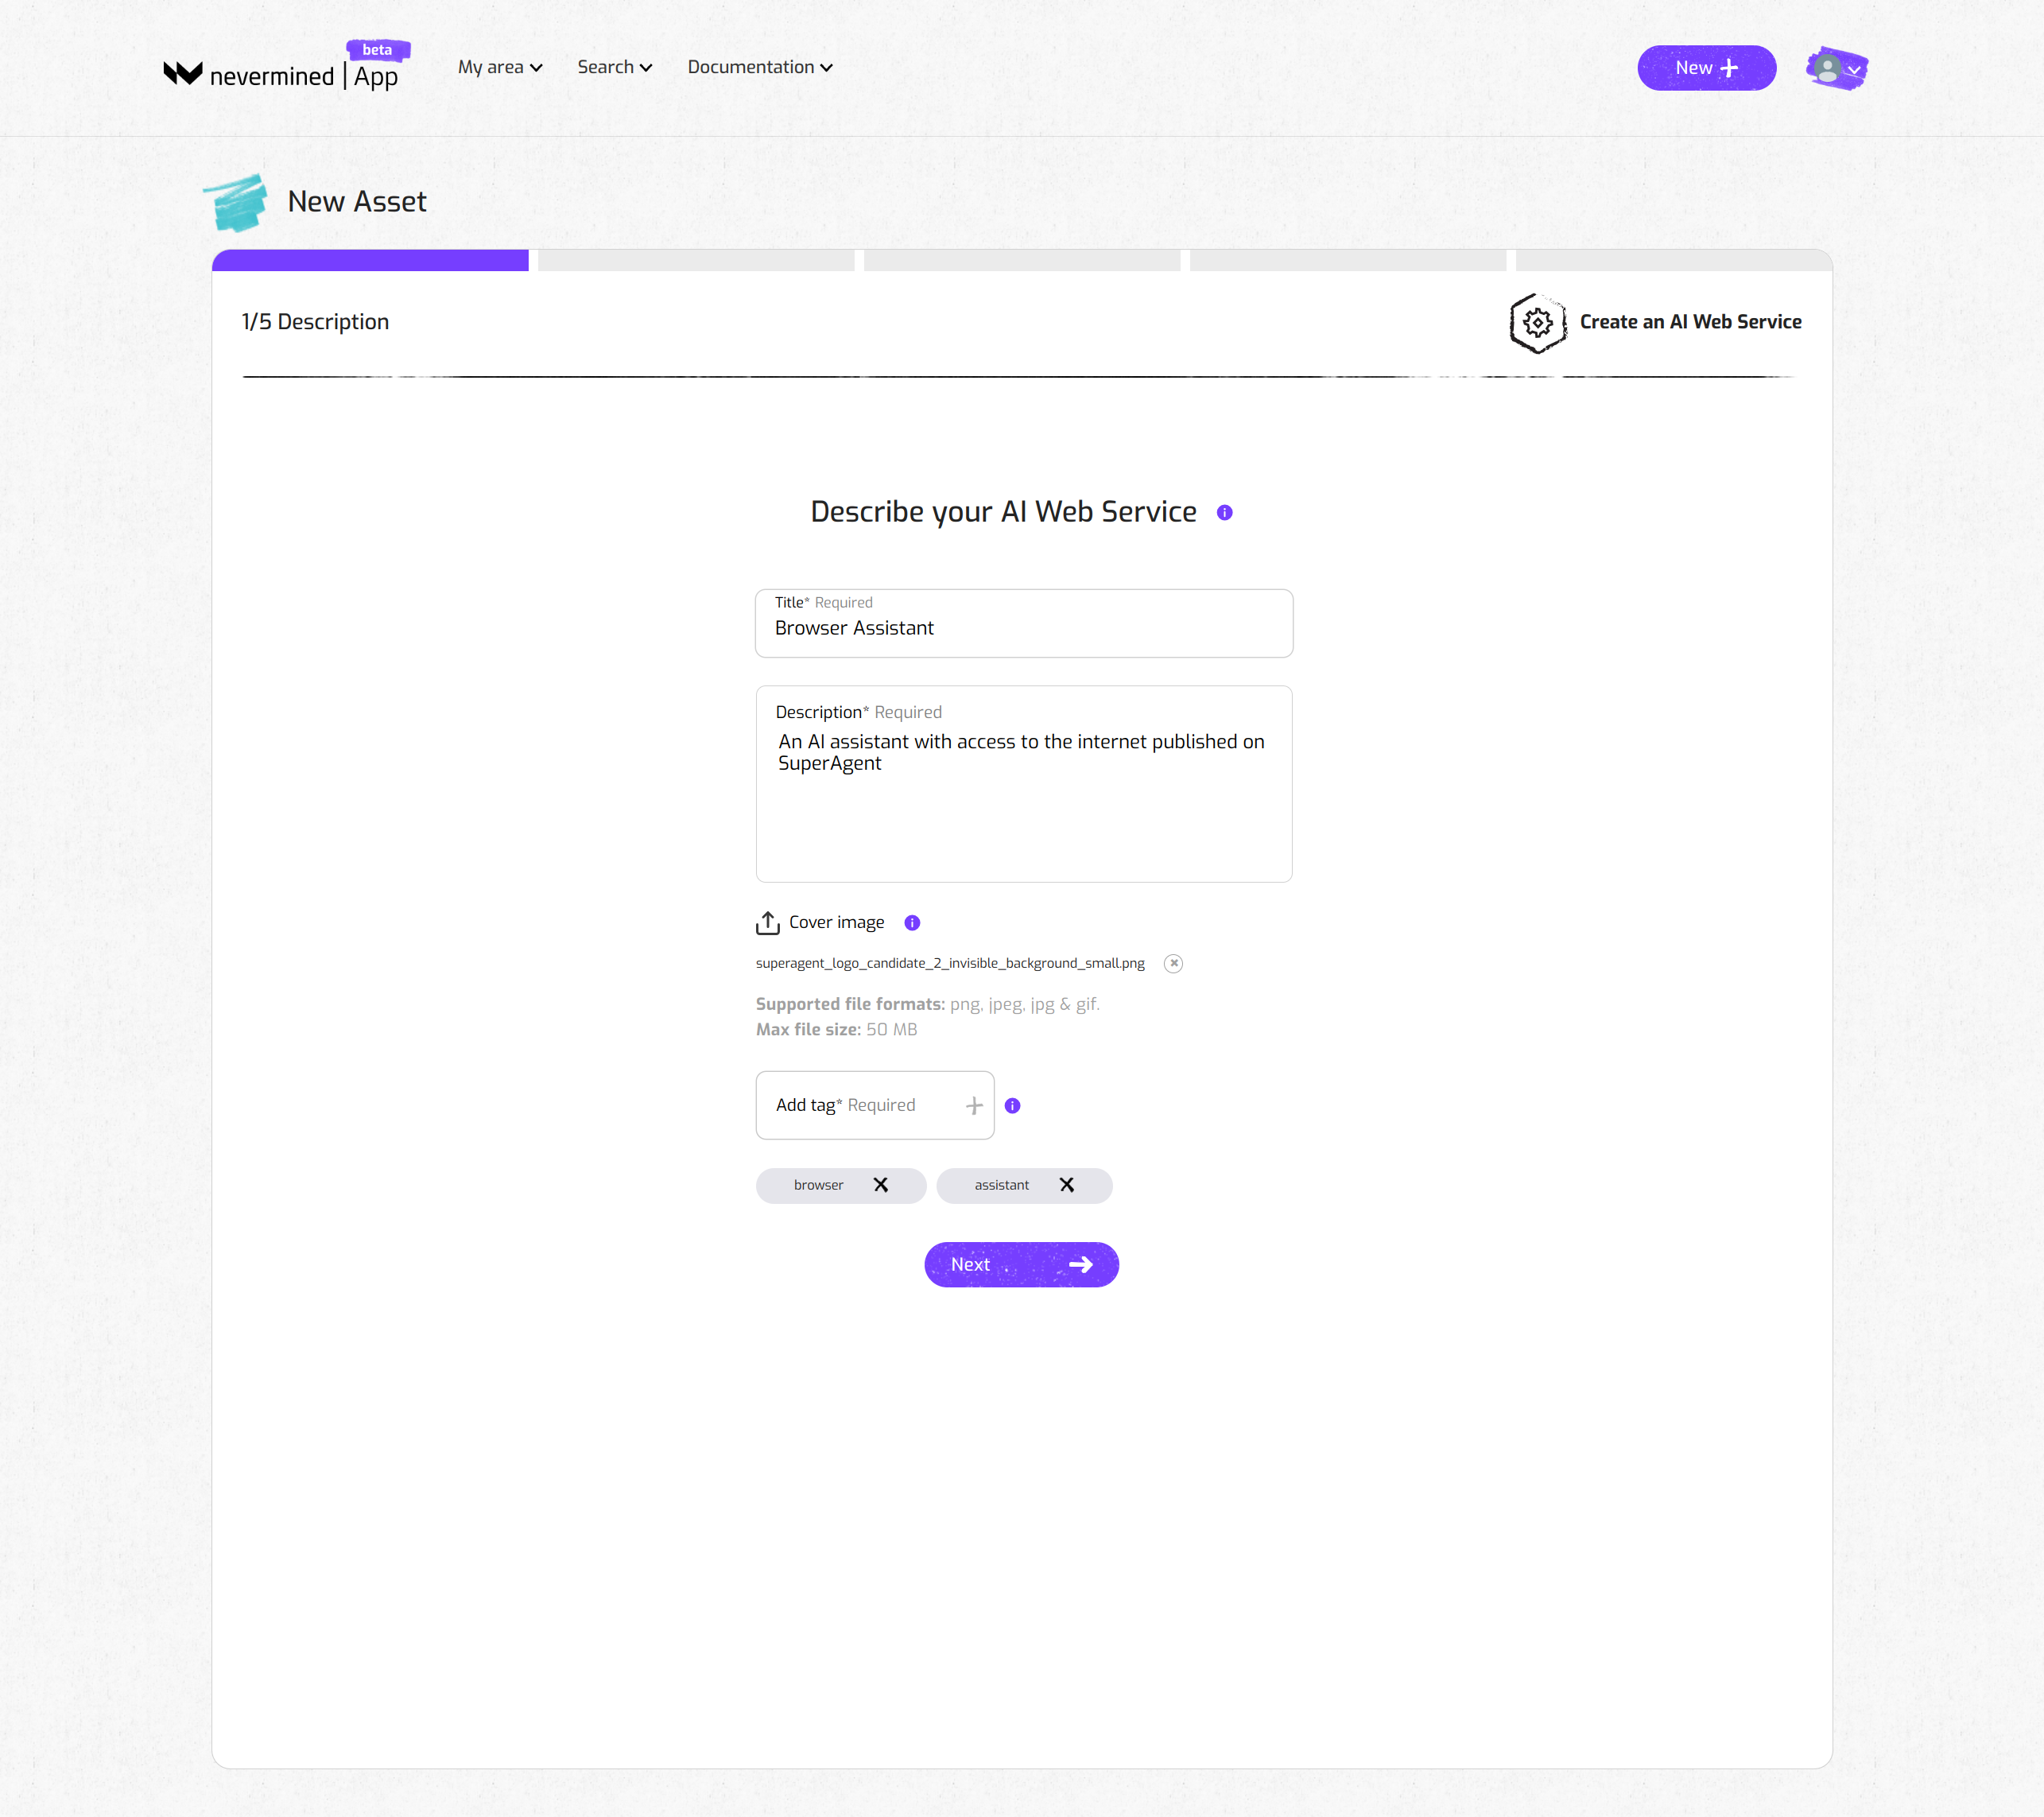 beta
nevermined | App
My area
Search
Documentation
New
New Asset
1/5 Description
Create an AI Web Service
Describe your AI Web Service
Title* Required
Browser Assistant
Description* Required
An AI assistant with access to the internet published on
SuperAgent
Cover image
superagent_logo_candidate_2_invisible_background_small.png
Supported file formats: png, jpeg, jpg & gif.
Max file size: 50 MB
Add tag* Required
browser
assistant
Next